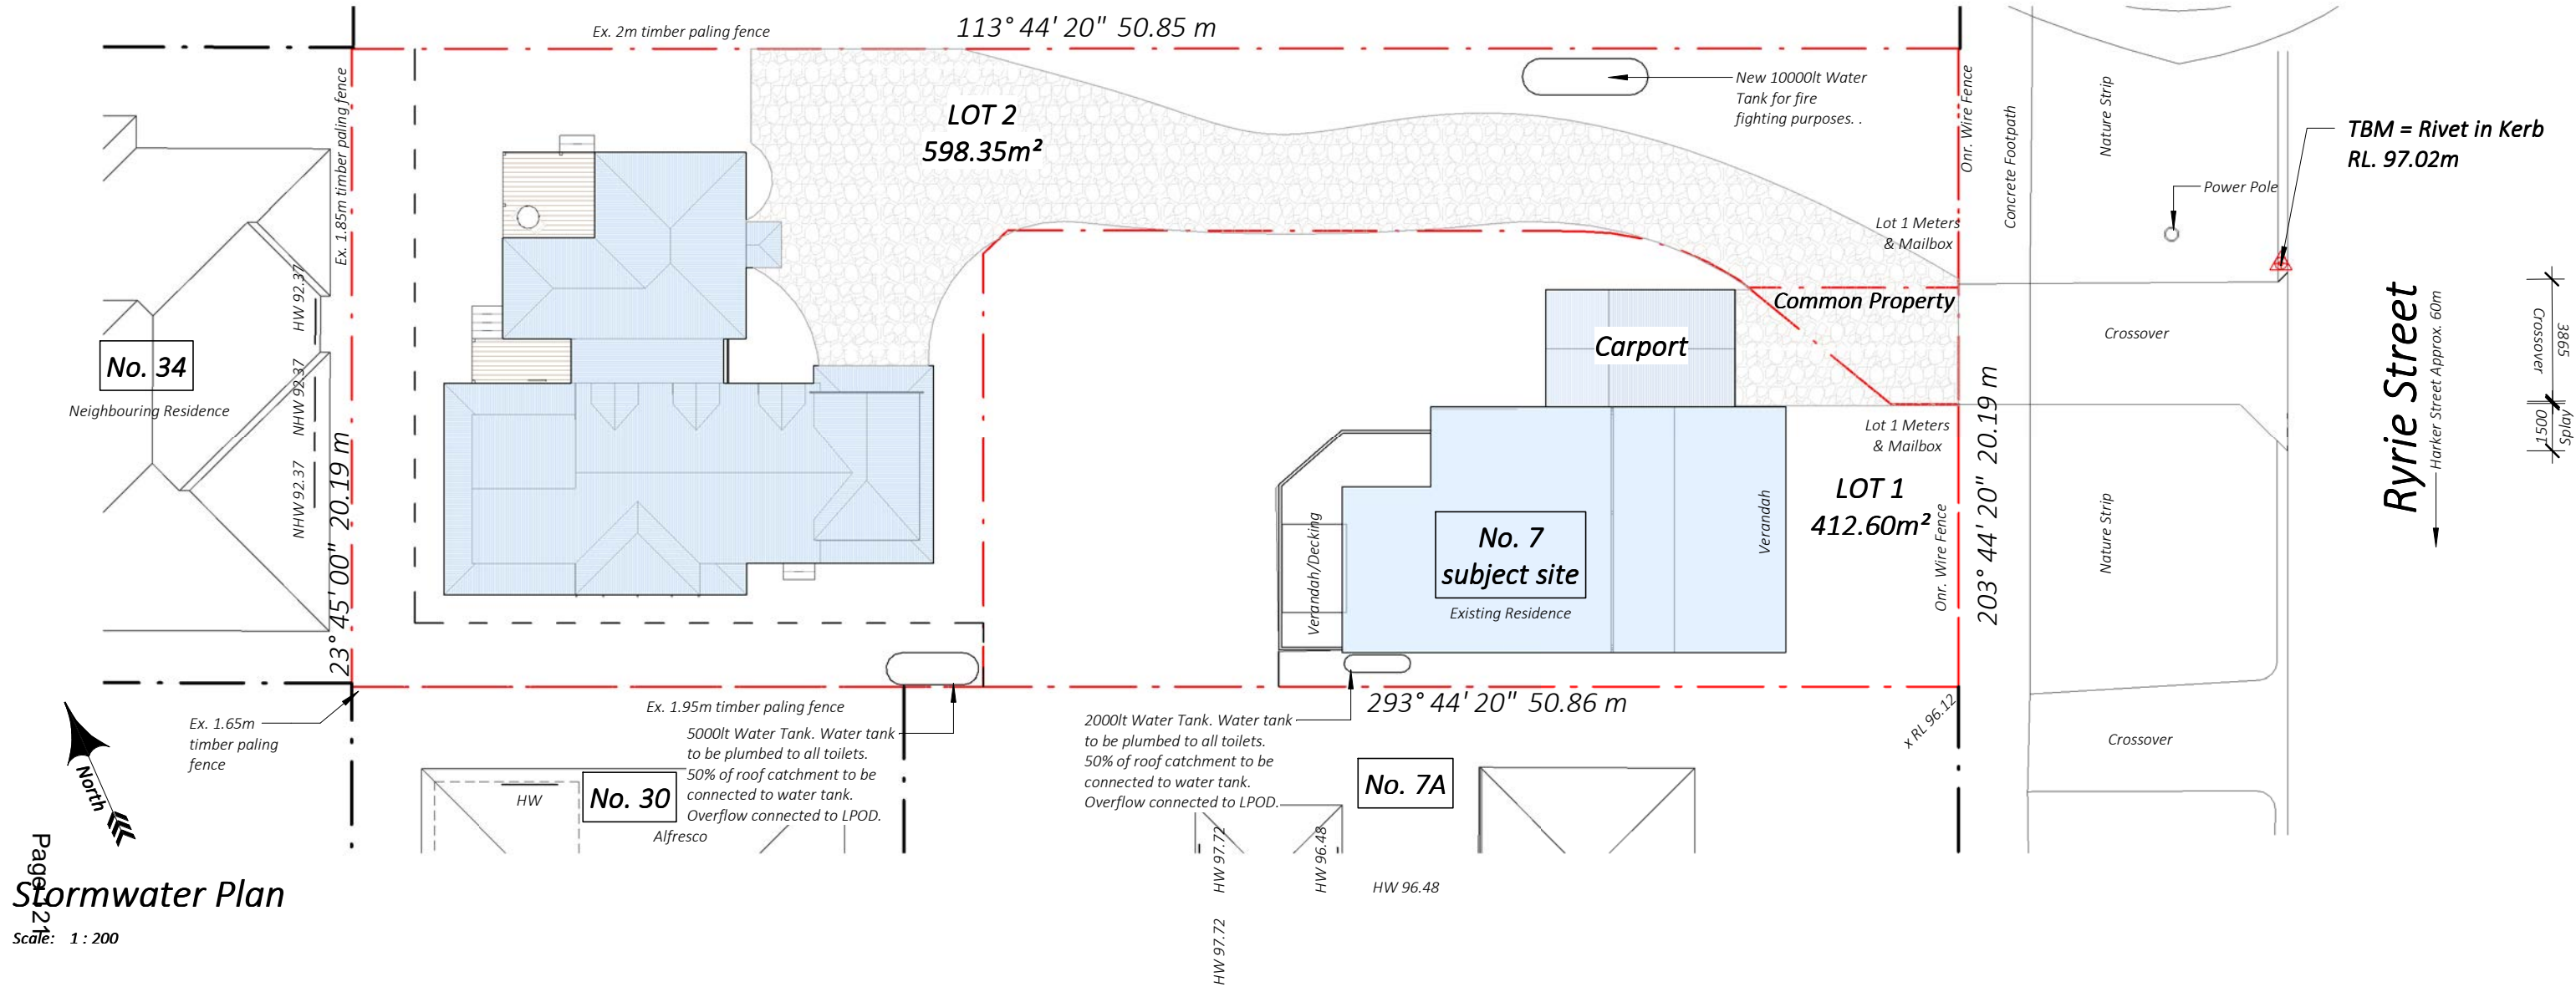 Ex. 2m timber paling fence
113° 44' 20" 50.85 m
Ex. 1.85m timber paling fence
LOT 2
598.35m²
New 10000lt Water
Tank for fire
fighting purposes. .
Onr. Wire Fence
Concrete Footpath
Nature Strip
TBM = Rivet in Kerb
RL. 97.02m
Power Pole
Lot 1 Meters
& Mailbox
Common Property
Carport
Crossover
Ryrie Street
Harker Street Approx. 60m
3865
Crossover
1500
Splay
HW 92.37
NHW 92.37
NHW 92.37
No. 34
Neighbouring Residence
23° 45' 00" 20.19 m
Lot 1 Meters
& Mailbox
LOT 1
412.60m²
Verandah
Verandah/Decking
No. 7
subject site
Existing Residence
Onr. Wire Fence
203° 44' 20" 20.19 m
Nature Strip
293° 44' 20" 50.86 m
x RL 96.12
Crossover
Ex. 1.65m
timber paling
fence
Ex. 1.95m timber paling fence
5000lt Water Tank. Water tank
to be plumbed to all toilets.
50% of roof catchment to be
connected to water tank.
Overflow connected to LPOD.
2000lt Water Tank. Water tank
to be plumbed to all toilets.
50% of roof catchment to be
connected to water tank.
Overflow connected to LPOD.
No. 7A
No. 30
HW
Alfresco
HW 97.72
HW 96.48
HW 96.48
HW 97.72
North
Page 121
Stormwater Plan
Scale: 1 : 200